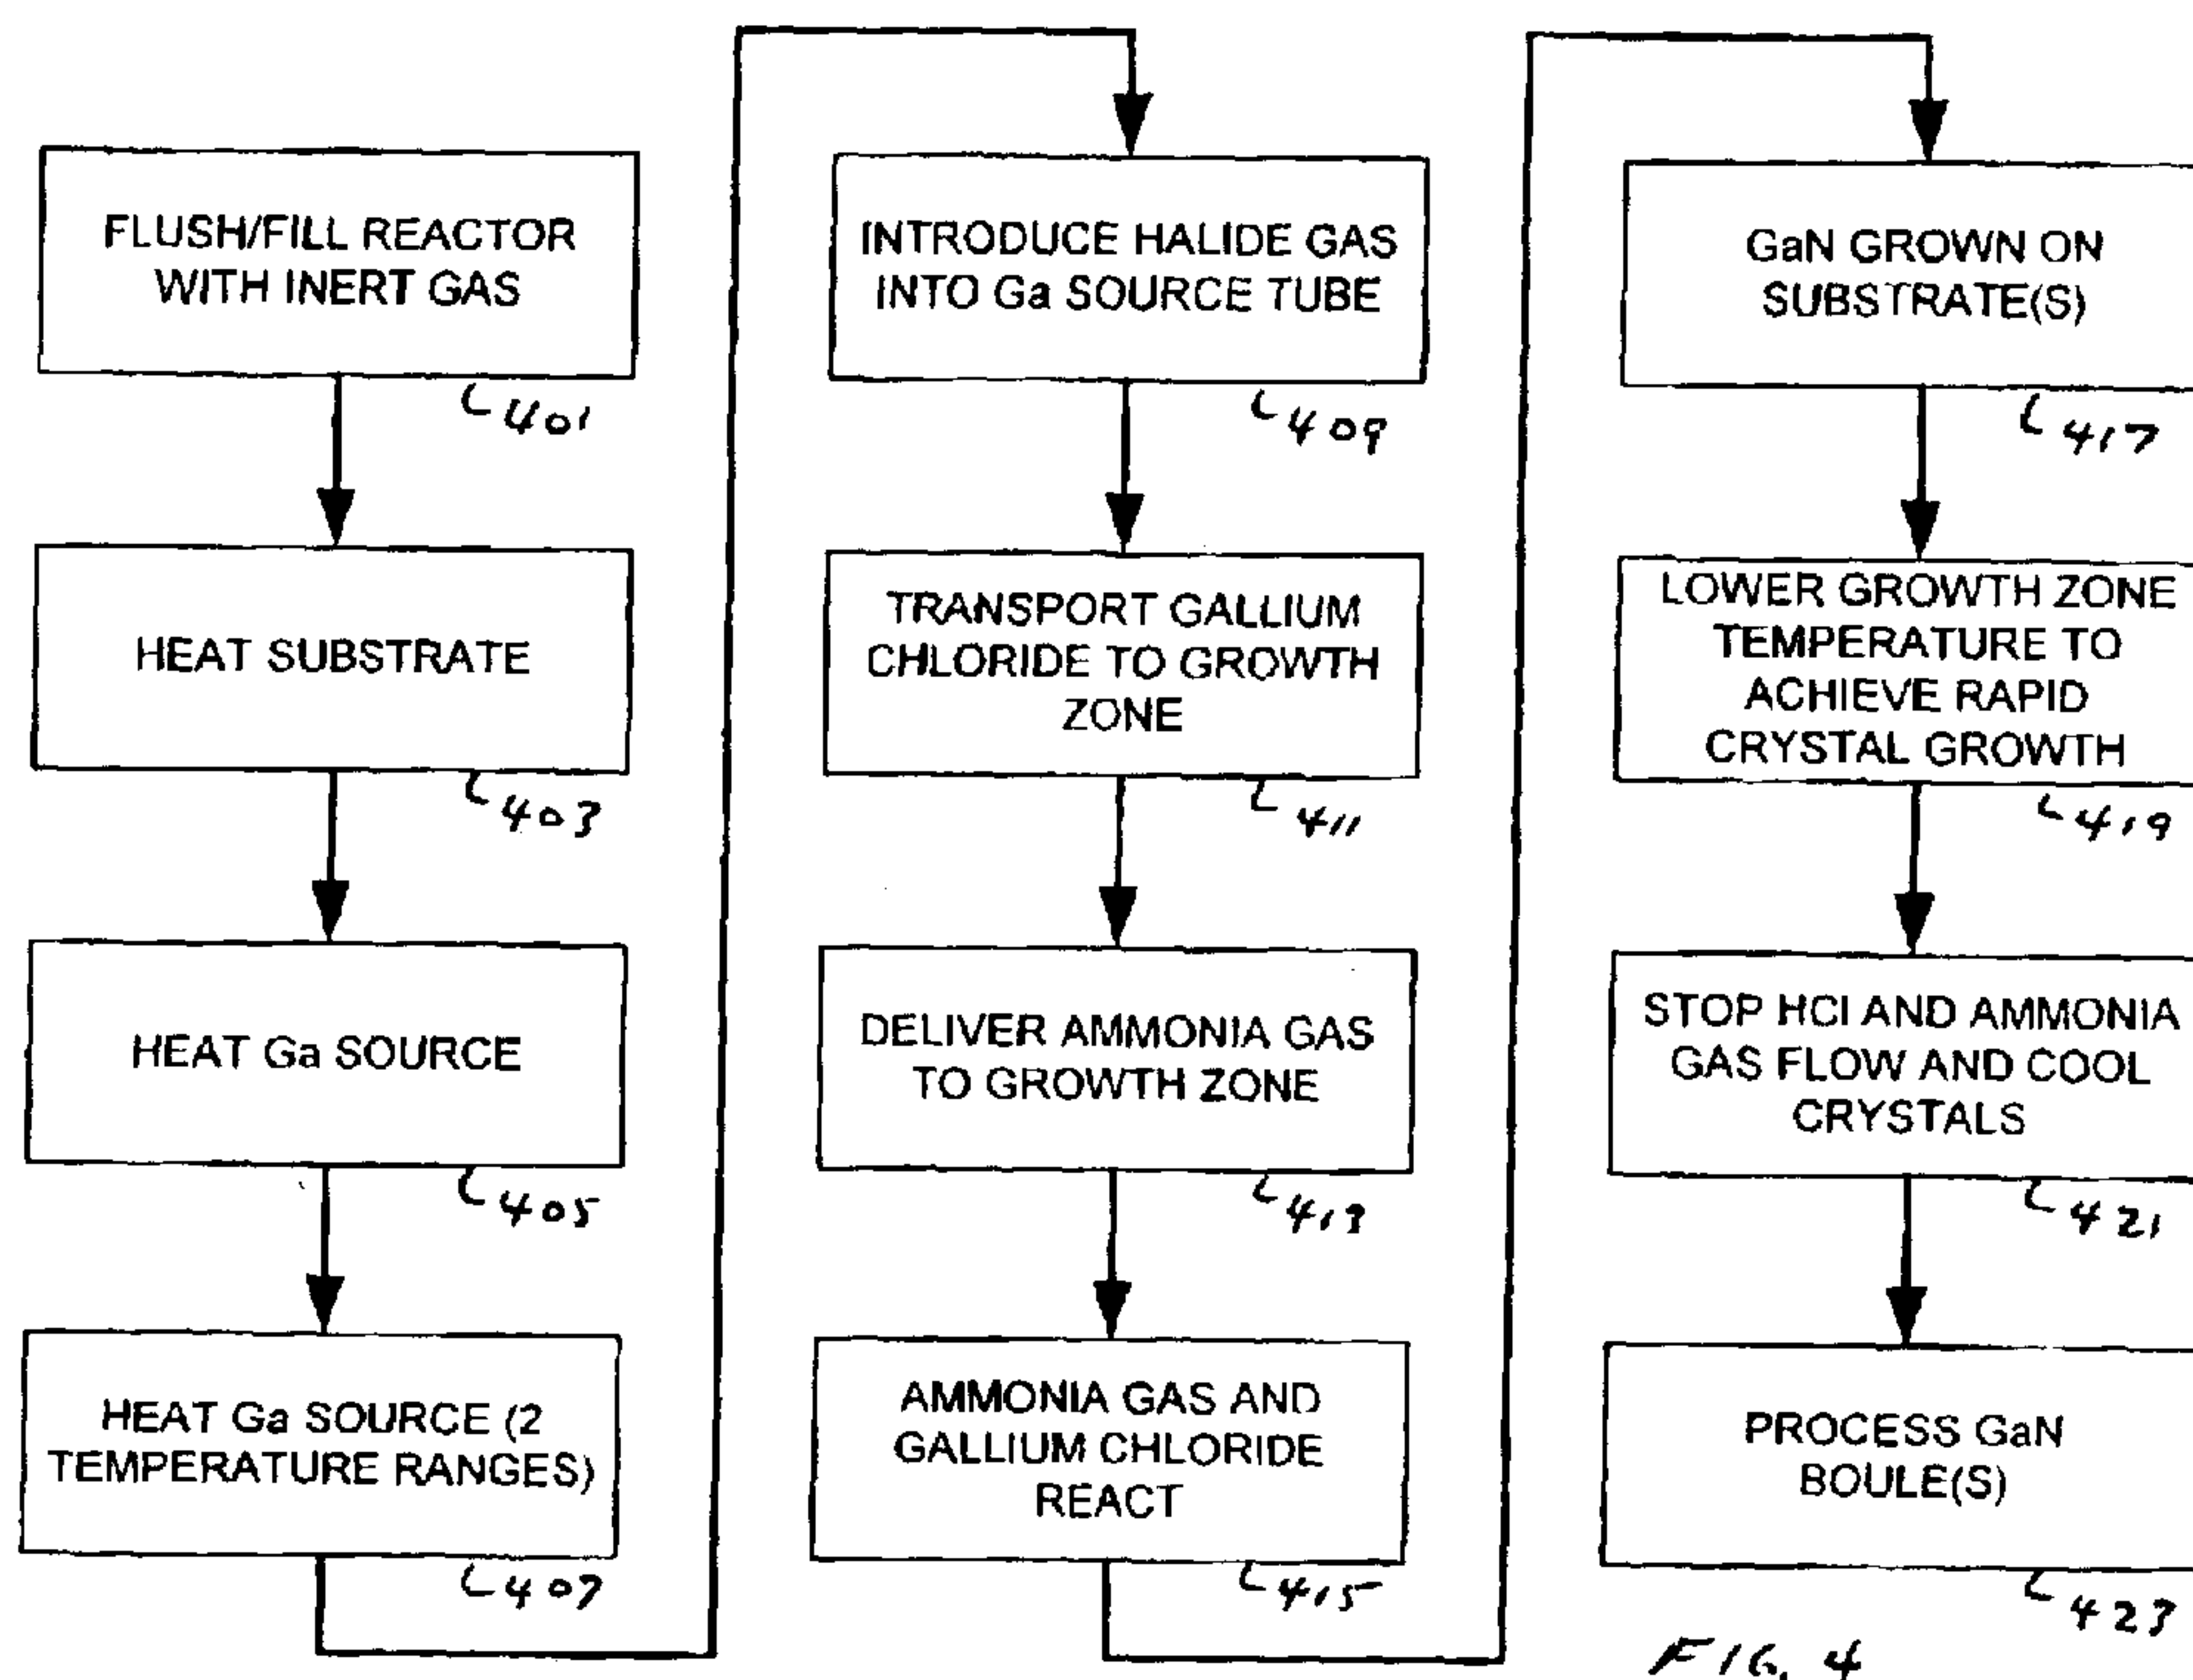 FLUSH/FILL REACTOR
WITH INERT GAS
401
HEAT SUBSTRATE
403
HEAT Ga SOURCE
405
HEAT Ga SOURCE (2
TEMPERATURE RANGES)
407
INTRODUCE HALIDE GAS
INTO Ga SOURCE TUBE
409
TRANSPORT GALLIUM
CHLORIDE TO GROWTH
ZONE
411
DELIVER AMMONIA GAS
TO GROWTH ZONE
413
AMMONIA GAS AND
GALLIUM CHLORIDE
REACT
415
GaN GROWN ON
SUBSTRATE(S)
417
LOWER GROWTH ZONE
TEMPERATURE TO
ACHIEVE RAPID
CRYSTAL GROWTH
419
STOP HCl AND AMMONIA
GAS FLOW AND COOL
CRYSTALS
421
PROCESS GaN
BOULE(S)
423
FIG. 4